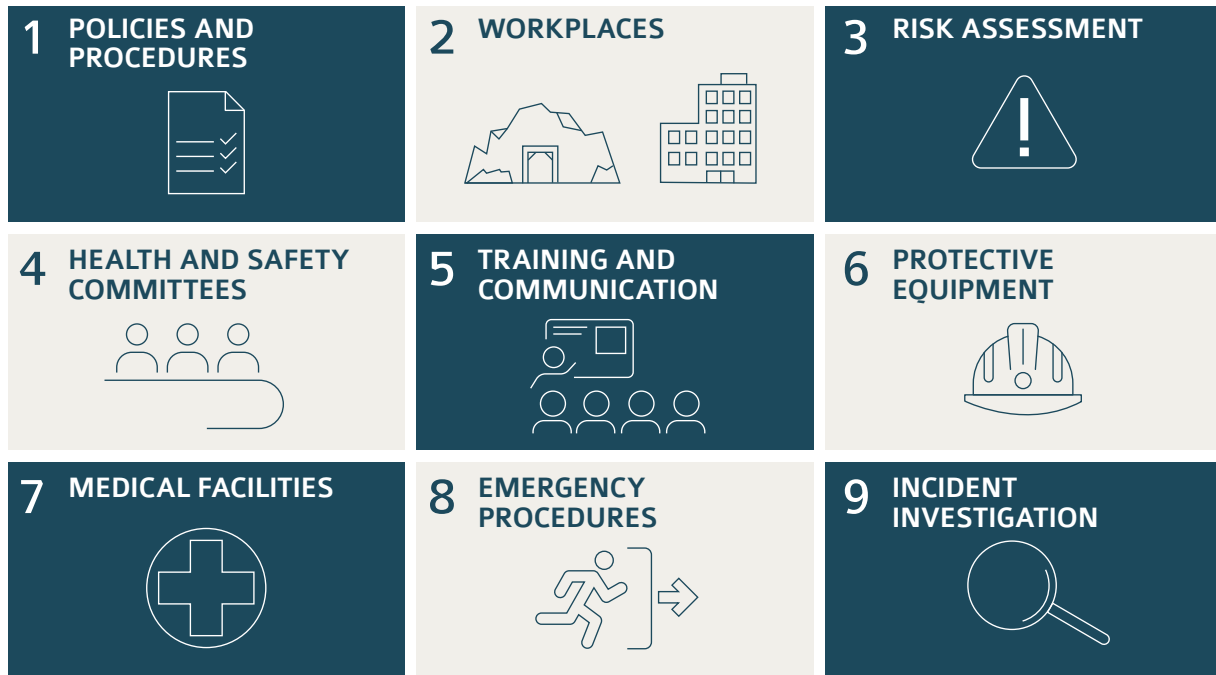 1 POLICIES AND
PROCEDURES
2 WORKPLACES
3 RISK ASSESSMENT
4 HEALTH AND SAFETY
COMMITTEES
5 TRAINING AND
COMMUNICATION
6 PROTECTIVE
EQUIPMENT
7 MEDICAL FACILITIES
8 EMERGENCY
PROCEDURES
9 INCIDENT
INVESTIGATION